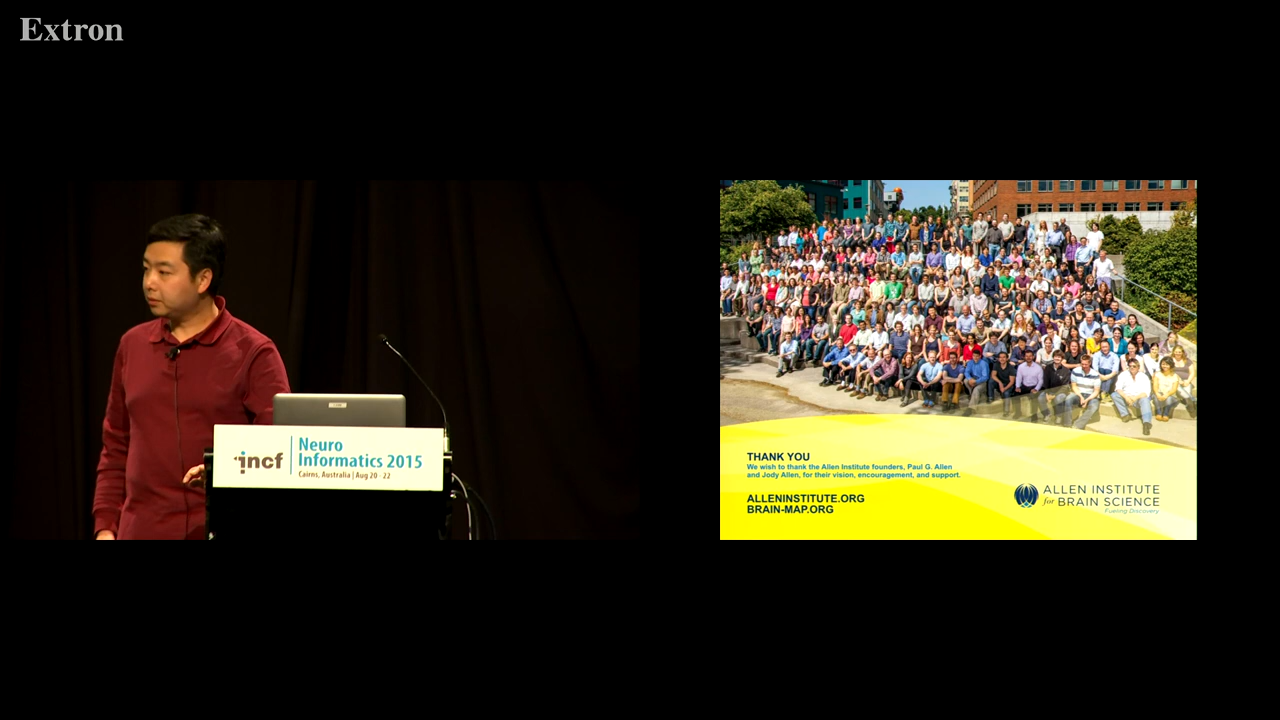 Extron
incf
Neuro
Informatics 2015
Cairns, Australia | Aug 20 - 22
THANK YOU
We wish to thank the Allen Institute founders, Paul G. Allen
and Jody Allen, for their vision, encouragement, and support.
ALLENINSTITUTE.ORG
BRAIN-MAP.ORG
ALLEN INSTITUTE
for BRAIN SCIENCE
Fueling Discovery